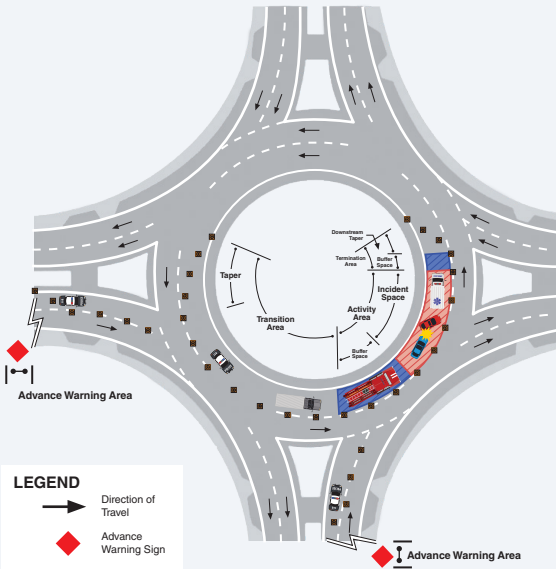 Downstream
Taper
Termination
Area
Buffer
Space
Taper
Incident
Space
Transition
Area
Activity
Area
Buffer
Space
Advance Warning Area
LEGEND
Direction of
Travel
Advance
Warning Sign
Advance Warning Area